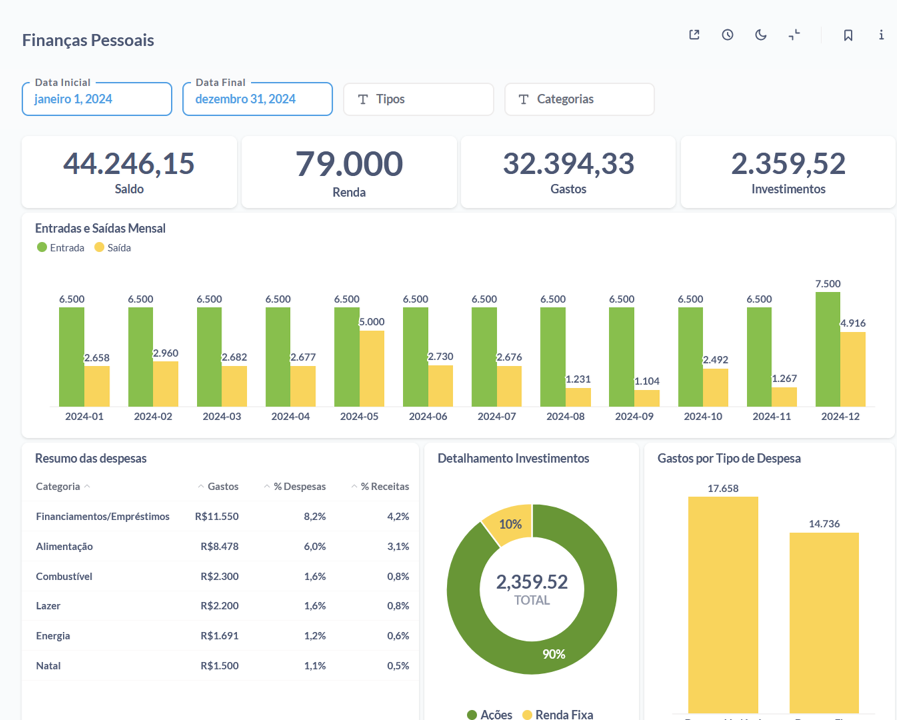 Finanças Pessoais
Data Inicial
janeiro 1, 2024
Data Final
dezembro 31, 2024
Tipos
Categorias
44.246,15
Saldo
79.000
Renda
32.394,33
Gastos
2.359,52
Investimentos
Entradas e Saídas Mensal
Entrada Saída
6.500 2.658 6.500 2.960 6.500 2.682 6.500 2.677 6.500 5.000 6.500 2.730 6.500 2.676 6.500 1.231 6.500 1.104 6.500 2.492 6.500 1.267 7.500 4.916
2024-01 2024-02 2024-03 2024-04 2024-05 2024-06 2024-07 2024-08 2024-09 2024-10 2024-11 2024-12
Resumo das despesas
Categoria Gastos % Despesas % Receitas
Financiamentos/Empréstimos R$11.550 8,2% 4,2%
Alimentação R$8.478 6,0% 3,1%
Combustível R$2.300 1,6% 0,8%
Lazer R$2.200 1,6% 0,8%
Energia R$1.691 1,2% 0,6%
Natal R$1.500 1,1% 0,5%
Detalhamento Investimentos
10%
2,359.52
TOTAL
90%
Ações Renda Fixa
Gastos por Tipo de Despesa
17.658
14.736